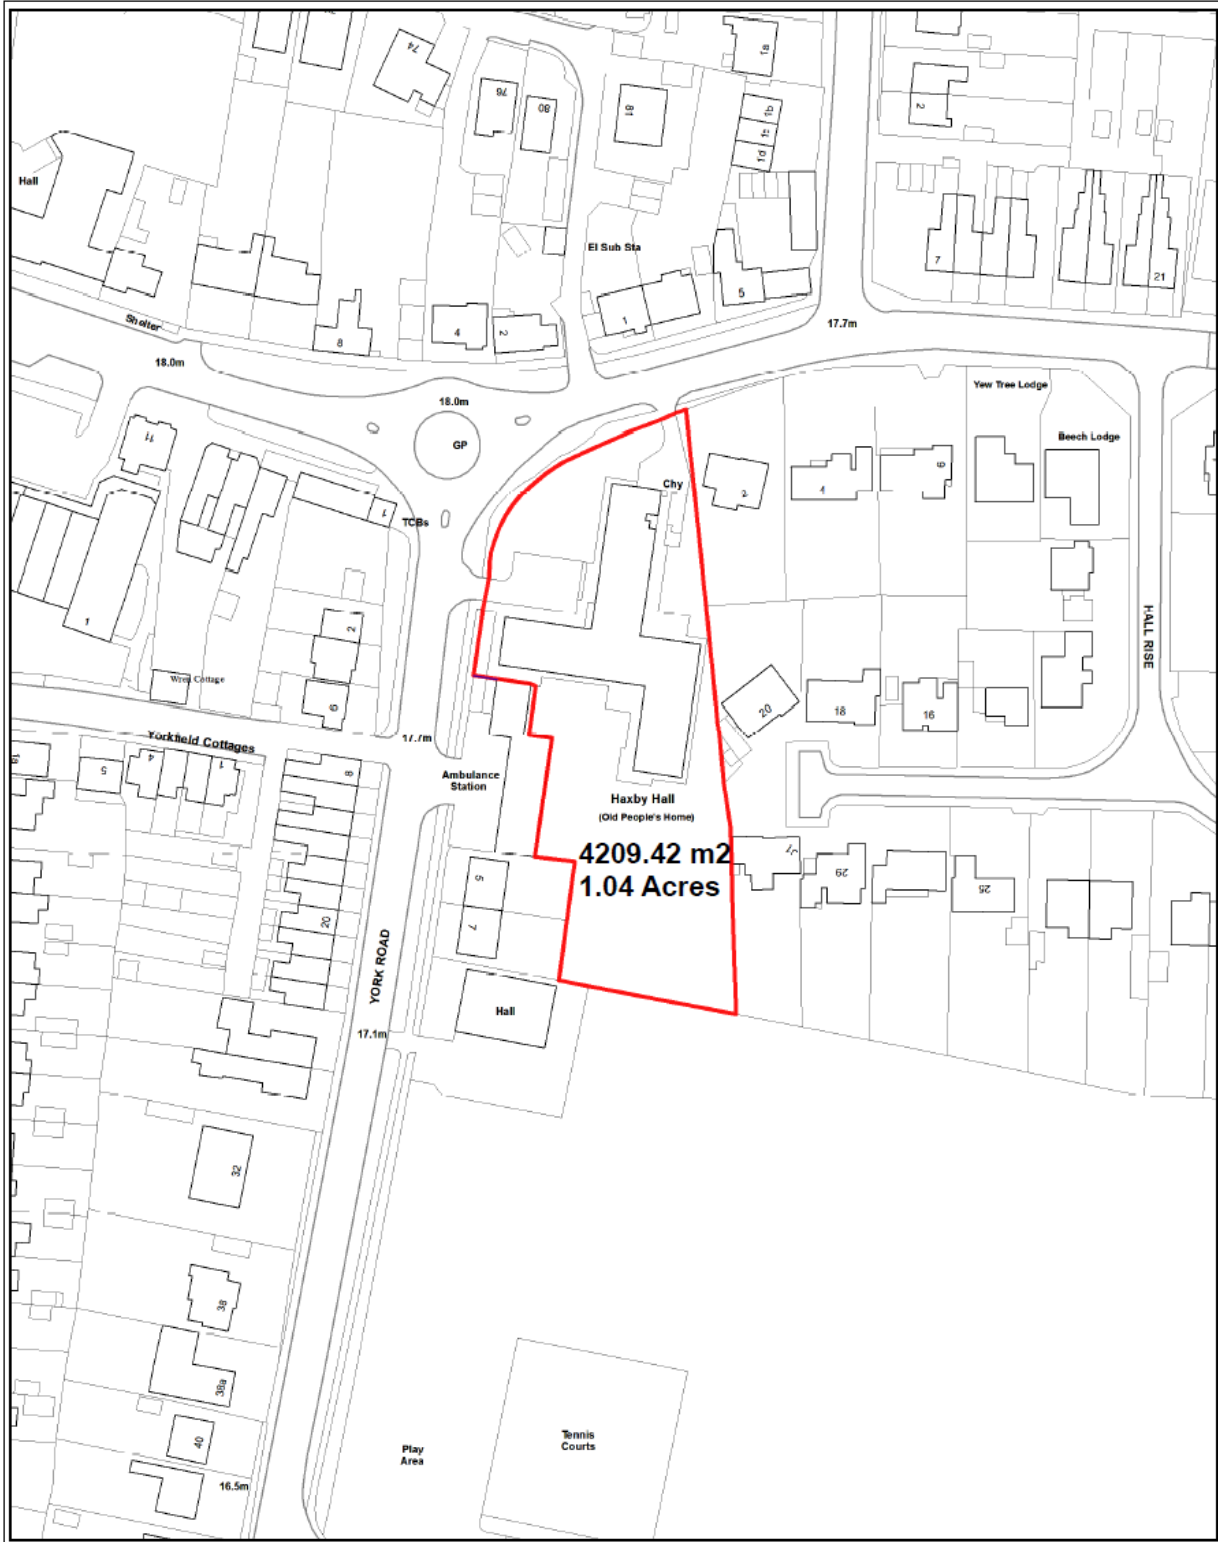 74
76
80
81
1a
1b
1c
1d
2
Hall
El Sub Sta
7
21
5
1
4
2
8
Shelter
17.7m
18.0m
18.0m
GP
11
Yew Tree Lodge
Beech Lodge
1
TCBs
Chy
2
4
6
1
2
6
Wren Cottage
HALL RISE
20
18
16
Yorkfield Cottages
17.7m
5
4
1
8
Ambulance
Station
Haxby Hall
(Old People's Home)
4209.42 m2
1.04 Acres
31
29
25
5
7
20
YORK ROAD
Hall
17.1m
32
38
38a
40
16.5m
Play
Area
Tennis
Courts